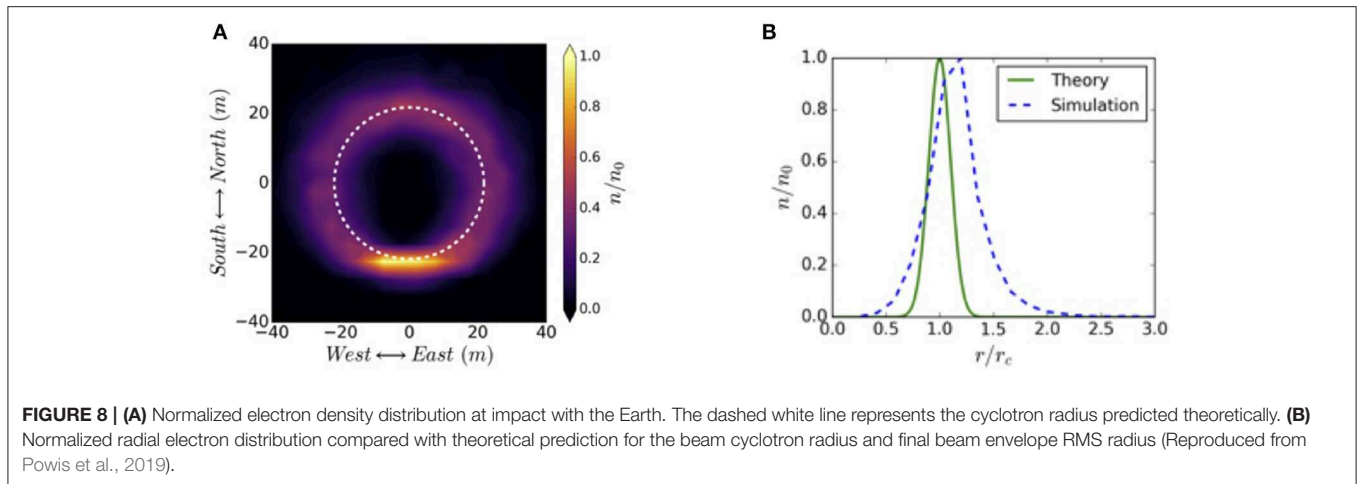 A
B
40
20
0
−20
−40
−40
−20
0
20
40
South ⟷ North (m)
West ⟷ East (m)
1.0
0.8
0.6
0.4
0.2
0.0
n/n₀
1.0
0.8
0.6
0.4
0.2
0.0
n/n₀
Theory
Simulation
0.0
0.5
1.0
1.5
2.0
2.5
3.0
r/r_c
FIGURE 8 | (A) Normalized electron density distribution at impact with the Earth. The dashed white line represents the cyclotron radius predicted theoretically. (B)
Normalized radial electron distribution compared with theoretical prediction for the beam cyclotron radius and final beam envelope RMS radius (Reproduced from
Powis et al., 2019).